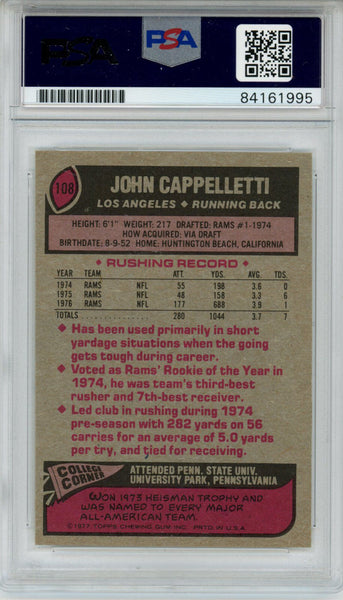 PSA
PSA
84161995
108
JOHN CAPPELLETTI
LOS ANGELES ♦ RUNNING BACK
HEIGHT: 6'1" WEIGHT: 217 DRAFTED: RAMS #1-1974
HOW ACQUIRED: VIA DRAFT
BIRTHDATE: 8-9-52 HOME: HUNTINGTON BEACH, CALIFORNIA
♦ RUSHING RECORD ♦
YEAR TEAM ATT. YDS. AVG. TDS.
1974 RAMS NFL 55 198 3.6 0
1975 RAMS NFL 48 158 3.3 6
1976 RAMS NFL 177 688 3.9 1
TOTALS 280 1044 3.7 7
♦ Has been used primarily in short
yardage situations when the going
gets tough during career.
♦ Voted as Rams' Rookie of the Year in
1974, he was team's third-best
rusher and 7th-best receiver.
♦ Led club in rushing during 1974
pre-season with 282 yards on 56
carries for an average of 5.0 yards
per try, and tied for receiving.
COLLEGE
CORNER
ATTENDED PENN. STATE UNIV.
UNIVERSITY PARK, PENNSYLVANIA
WON 1973 HEISMAN TROPHY AND
WAS NAMED TO EVERY MAJOR
ALL-AMERICAN TEAM.
©1977 TOPPS CHEWING GUM INC. PRTD. IN U.S.A.